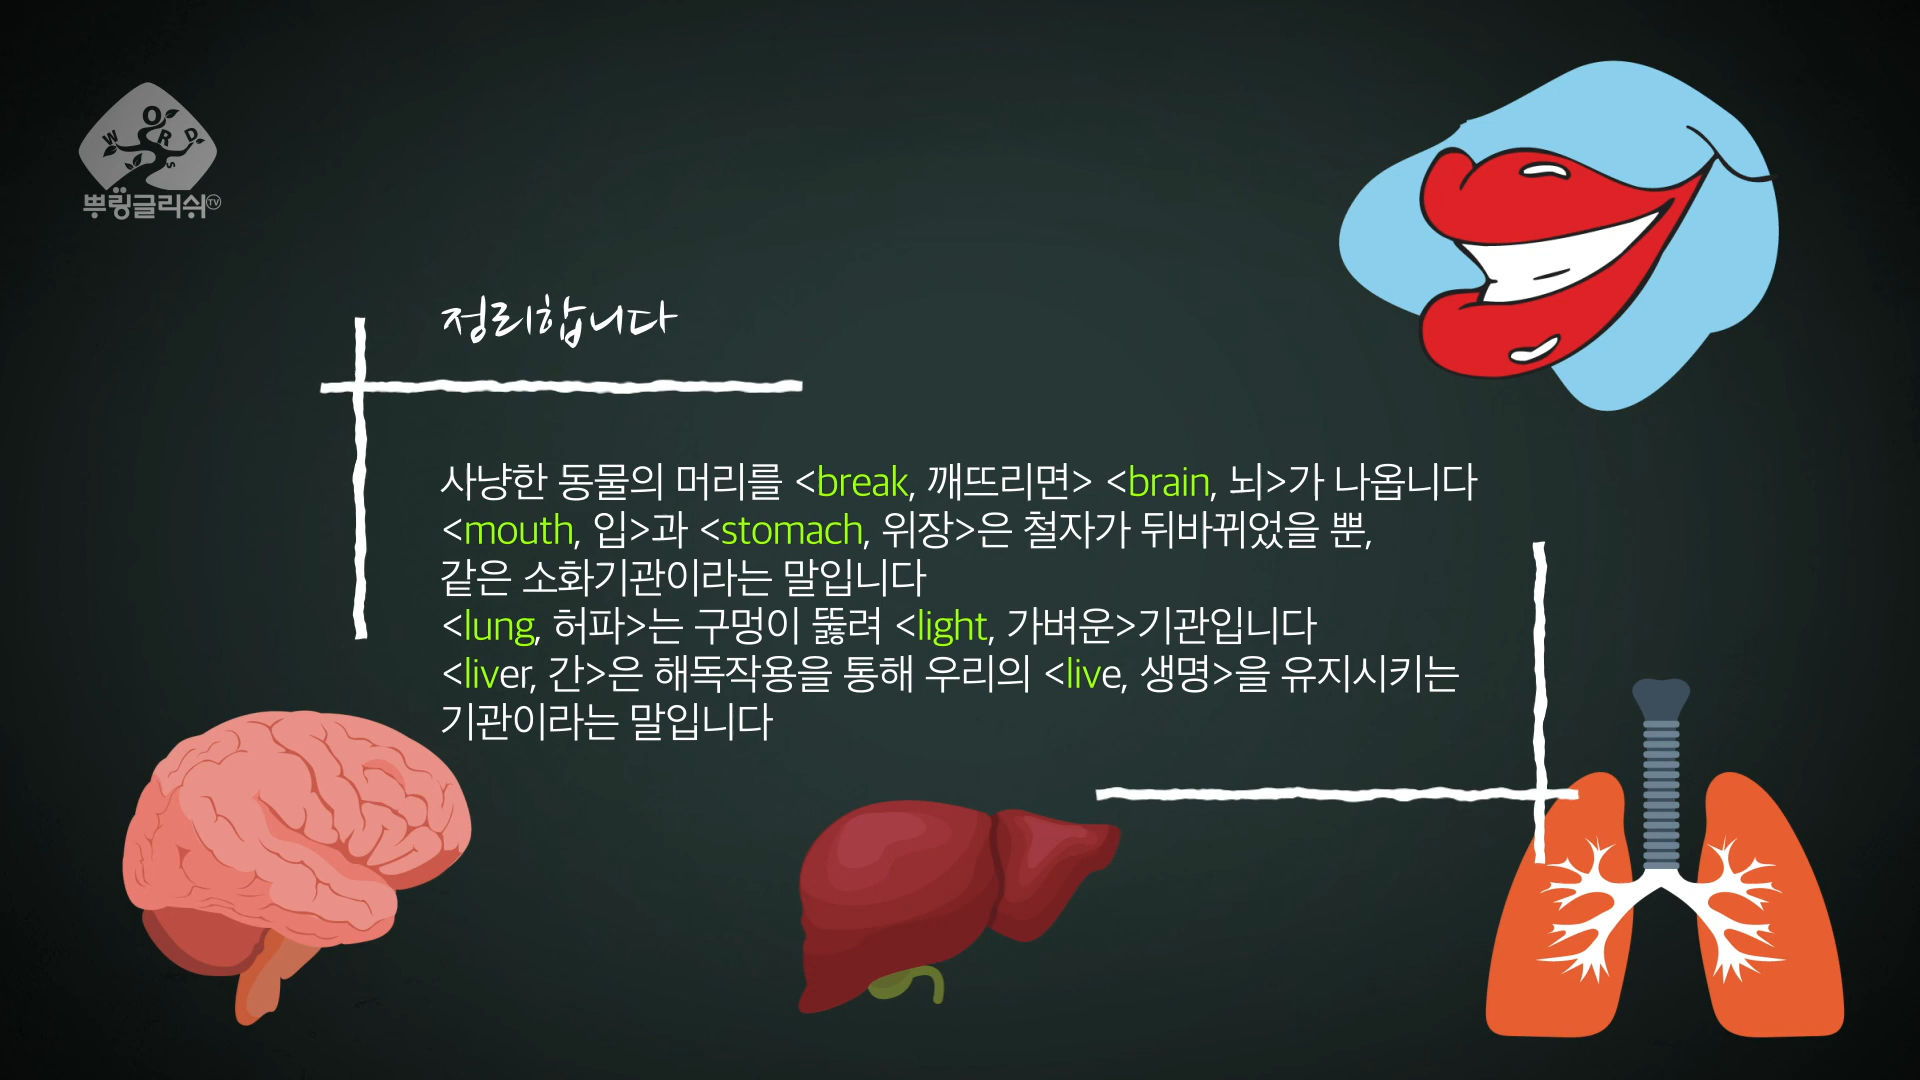 WORDS
뿌링글리쉬TV
정리합니다
사냥한 동물의 머리를 <break, 깨뜨리면> <brain, 뇌>가 나옵니다
<mouth, 입>과 <stomach, 위장>은 철자가 뒤바뀌었을 뿐,
같은 소화기관이라는 말입니다
<lung, 허파>는 구멍이 뚫려 <light, 가벼운>기관입니다
<liver, 간>은 해독작용을 통해 우리의 <live, 생명>을 유지시키는
기관이라는 말입니다